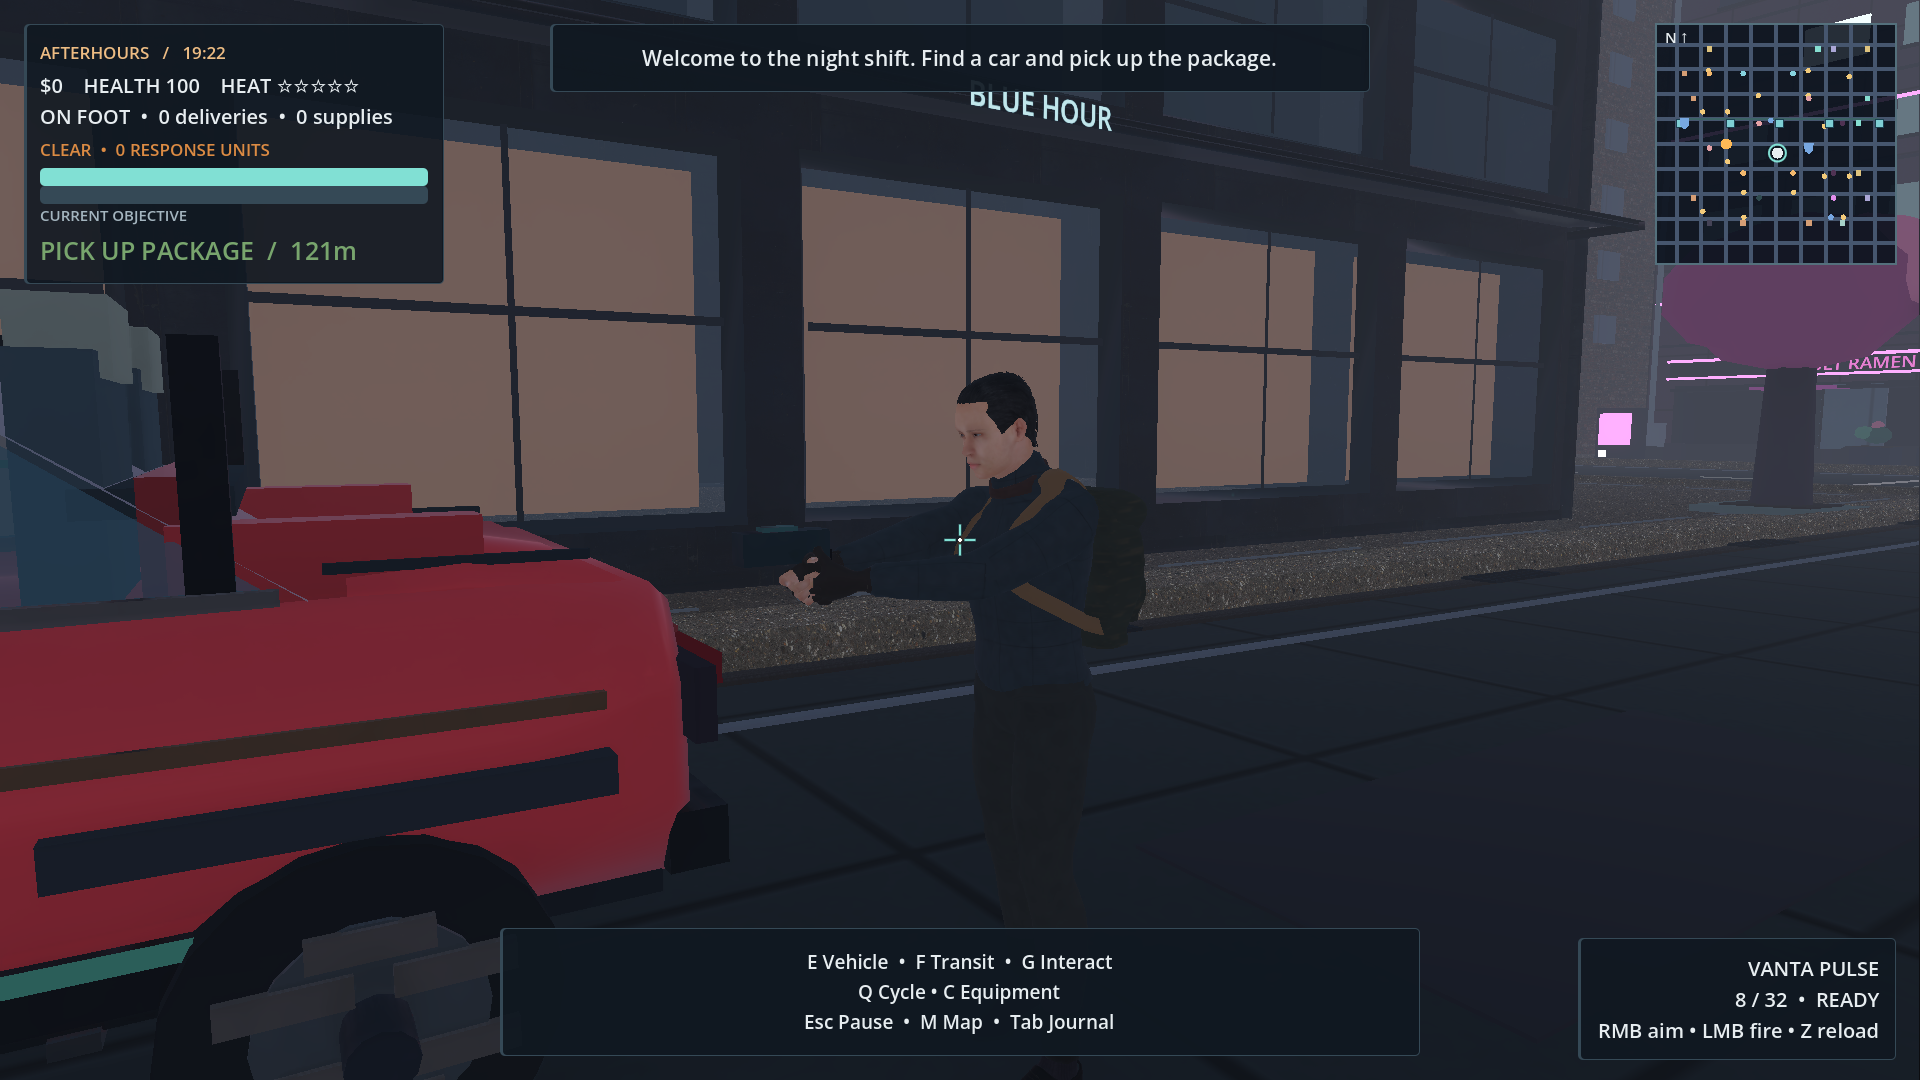 AFTERHOURS / 19:22
$0 HEALTH 100 HEAT ☆☆☆☆☆
ON FOOT • 0 deliveries • 0 supplies
CLEAR • 0 RESPONSE UNITS
CURRENT OBJECTIVE
PICK UP PACKAGE / 121m
Welcome to the night shift. Find a car and pick up the package.
BLUE HOUR
N ↑
RAMEN
E Vehicle • F Transit • G Interact
Q Cycle • C Equipment
Esc Pause • M Map • Tab Journal
VANTA PULSE
8 / 32 • READY
RMB aim • LMB fire • Z reload